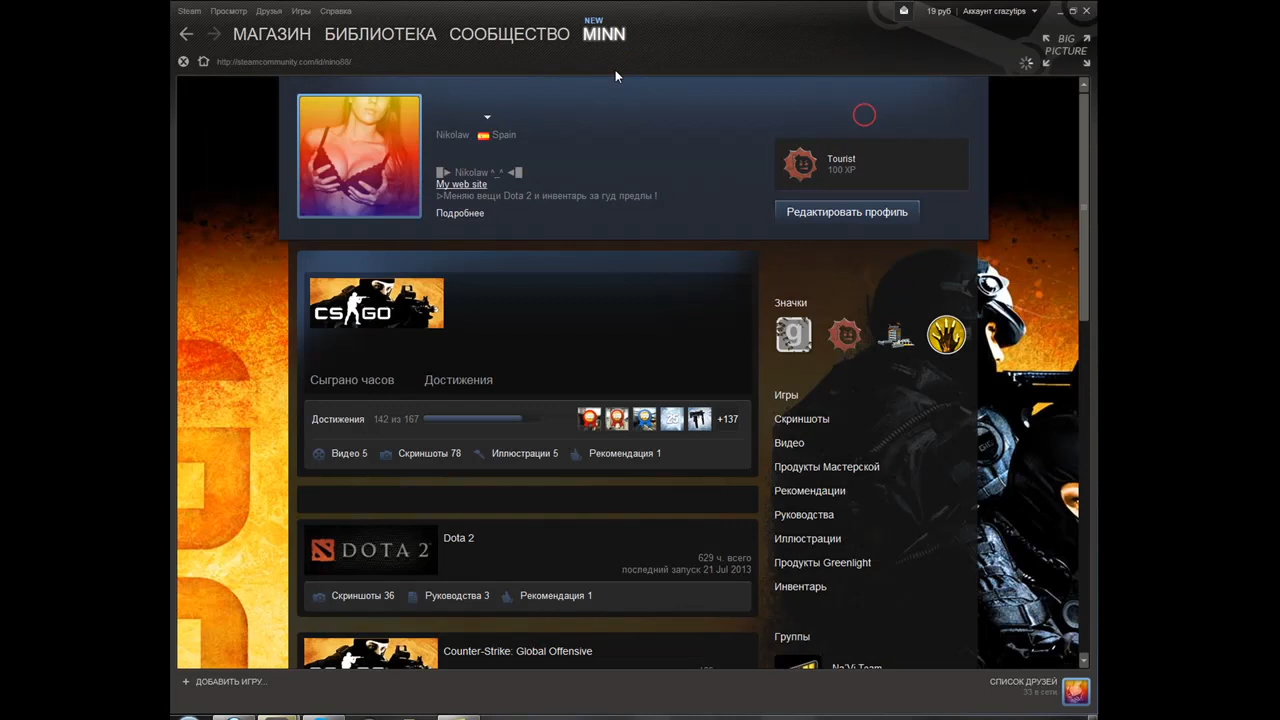 Steam Просмотр Друзья Игры Справка
19 руб Аккаунт crazytips
NEW
МАГАЗИН БИБЛИОТЕКА СООБЩЕСТВО MINN
BIG PICTURE
http://steamcommunity.com/id/nino88/
Nikolaw Spain
Nikolaw ^_^
My web site
▷Меняю вещи Dota 2 и инвентарь за гуд предлы !
Подробнее
Tourist
100 XP
Редактировать профиль
CS GO
Сыграно часов Достижения
Достижения 142 из 167 +137
Видео 5 Скриншоты 78 Иллюстрации 5 Рекомендация 1
DOTA 2
Dota 2
629 ч. всего
последний запуск 21 Jul 2013
Скриншоты 36 Руководства 3 Рекомендация 1
Counter-Strike: Global Offensive
Значки
9
Игры
Скриншоты
Видео
Продукты Мастерской
Рекомендации
Руководства
Иллюстрации
Продукты Greenlight
Инвентарь
Группы
Na`Vi Team
+ ДОБАВИТЬ ИГРУ...
СПИСОК ДРУЗЕЙ
33 в сети